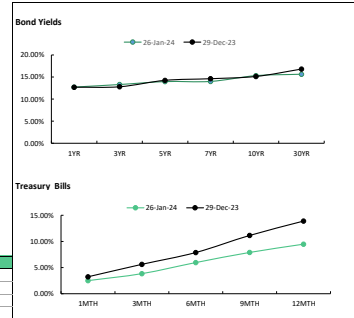 Bond Yields
26-Jan-24 29-Dec-23
20.00%
15.00%
10.00%
5.00%
0.00%
1YR 3YR 5YR 7YR 10YR 30YR
Treasury Bills
26-Jan-24 29-Dec-23
15.00%
10.00%
5.00%
0.00%
1MTH 3MTH 6MTH 9MTH 12MTH